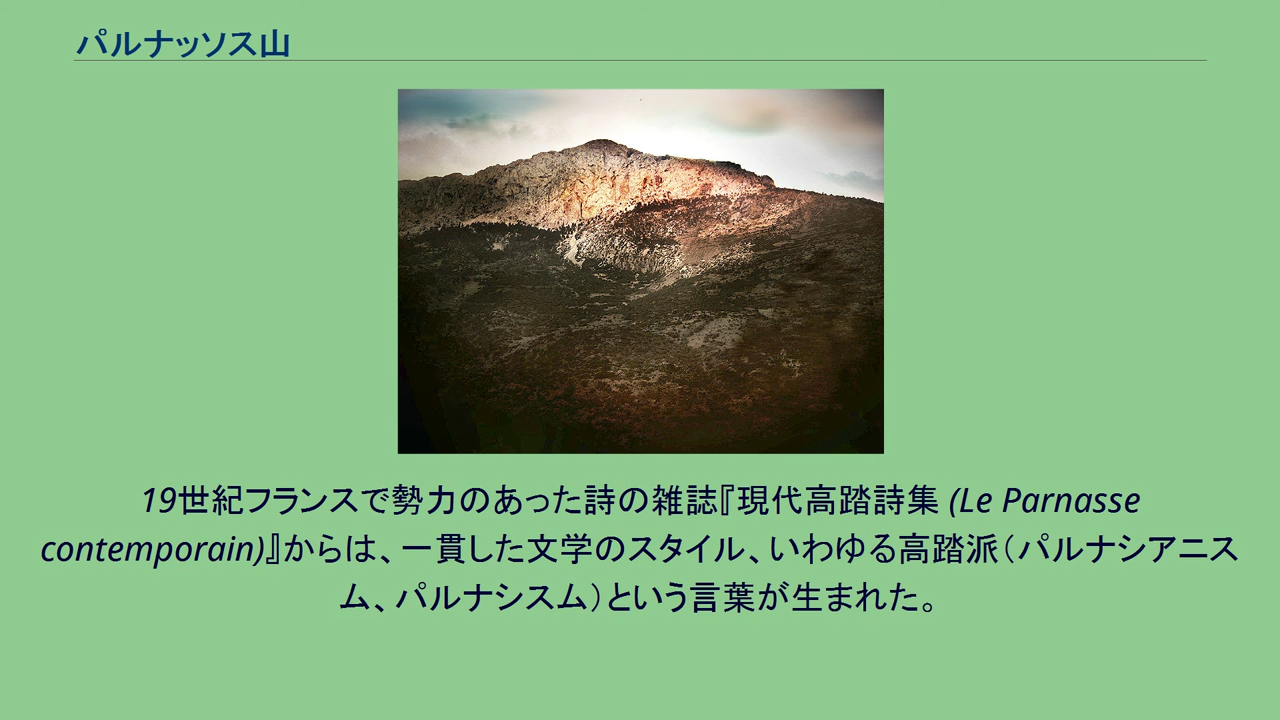 パルナッソス山
19世紀フランスで勢力のあった詩の雑誌『現代高踏詩集 (Le Parnasse
contemporain)』からは、一貫した文学のスタイル、いわゆる高踏派（パルナシアニス
ム、パルナシスム）という言葉が生まれた。